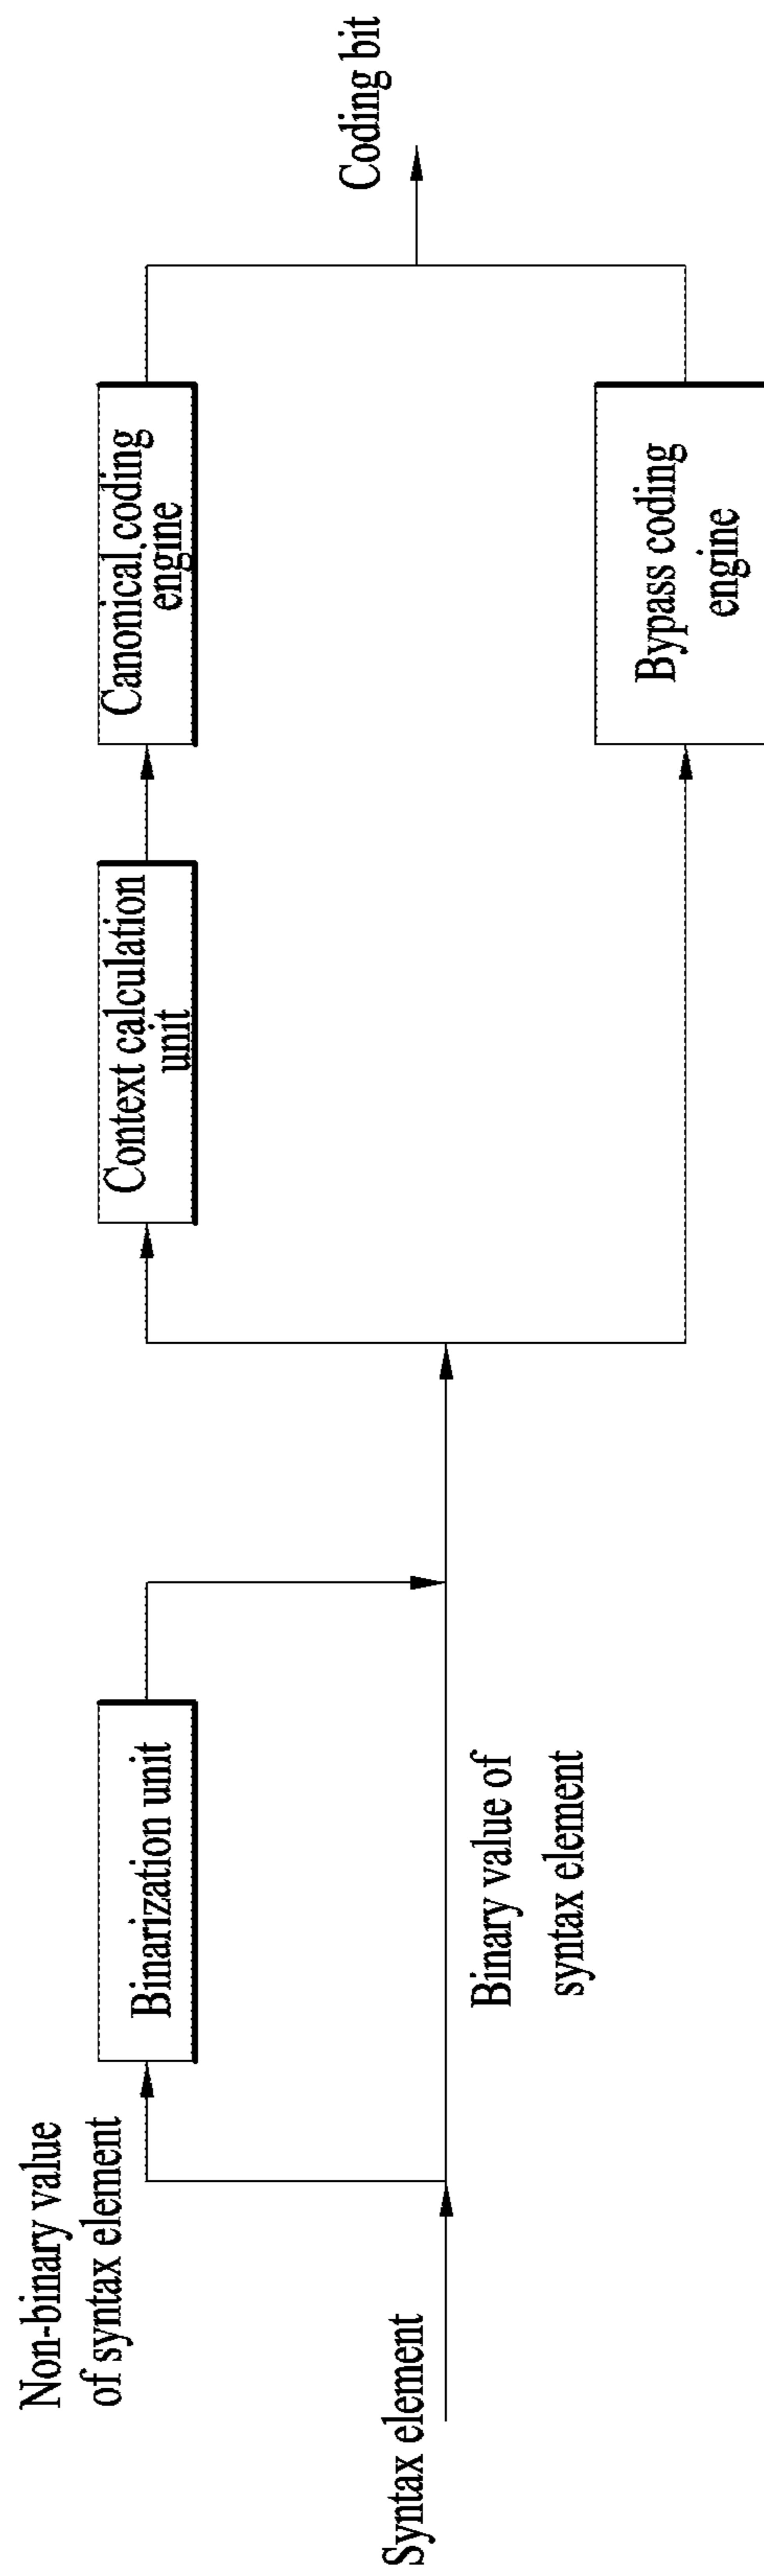 Syntax element
Non-binary value
of syntax element
Binarization unit
Binary value of
syntax element
Context calculation
unit
Canonical coding
engine
Bypass coding
engine
Coding bit